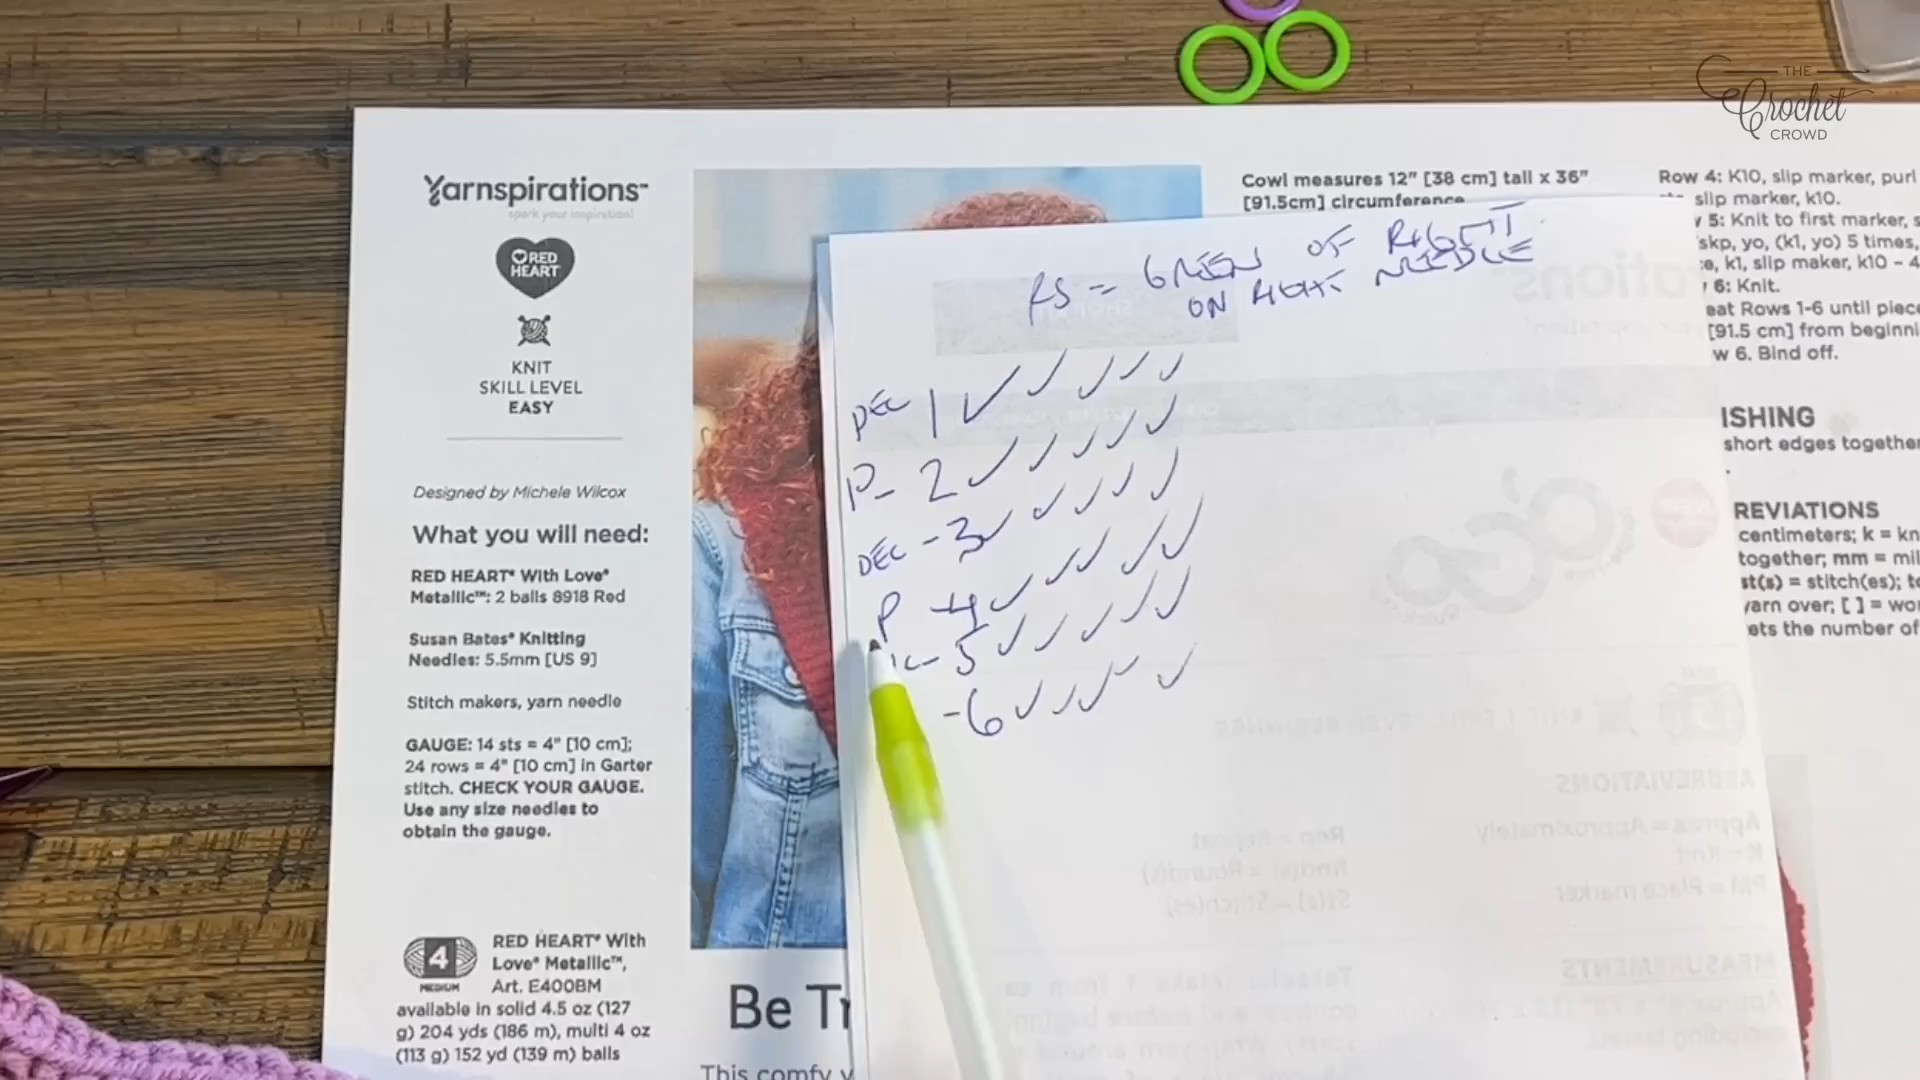 THE
Crochet
CROWD
Yarnspirations™
spark your inspiration!
RED
HEART
KNIT
SKILL LEVEL
EASY
Designed by Michele Wilcox
What you will need:
RED HEART® With Love®
Metallic™: 2 balls 8918 Red
Susan Bates® Knitting
Needles: 5.5mm [US 9]
Stitch makers, yarn needle
GAUGE: 14 sts = 4" [10 cm];
24 rows = 4" [10 cm] in Garter
stitch. CHECK YOUR GAUGE.
Use any size needles to
obtain the gauge.
4
MEDIUM
RED HEART® With
Love® Metallic™,
Art. E400BM
available in solid 4.5 oz (127
g) 204 yds (186 m), multi 4 oz
(113 g) 152 yd (139 m) balls
Be Tr
This comfy
Cowl measures 12" [38 cm] tall x 36"
[91.5cm] circumference
RS = GREEN OF RIGHT
ON RIGHT NEEDLE
DEC 1 ✓ ✓ ✓ ✓ ✓
P- 2 ✓ ✓ ✓ ✓ ✓
DEC - 3 ✓ ✓ ✓ ✓ ✓
P - 4 ✓ ✓ ✓ ✓ ✓
- 5 ✓ ✓ ✓ ✓ ✓
- 6 ✓ ✓ ✓ ✓
Row 4: K10, slip marker, purl
slip marker, k10.
5: Knit to first marker, s
skp, yo, (k1, yo) 5 times,
e, k1, slip maker, k10 – 4
6: Knit.
eat Rows 1-6 until piece
[91.5 cm] from beginni
w 6. Bind off.
ISHING
short edges together
REVIATIONS
centimeters; k = kn
together; mm = mil
st(s) = stitch(es); to
yarn over; [ ] = wo
ets the number of